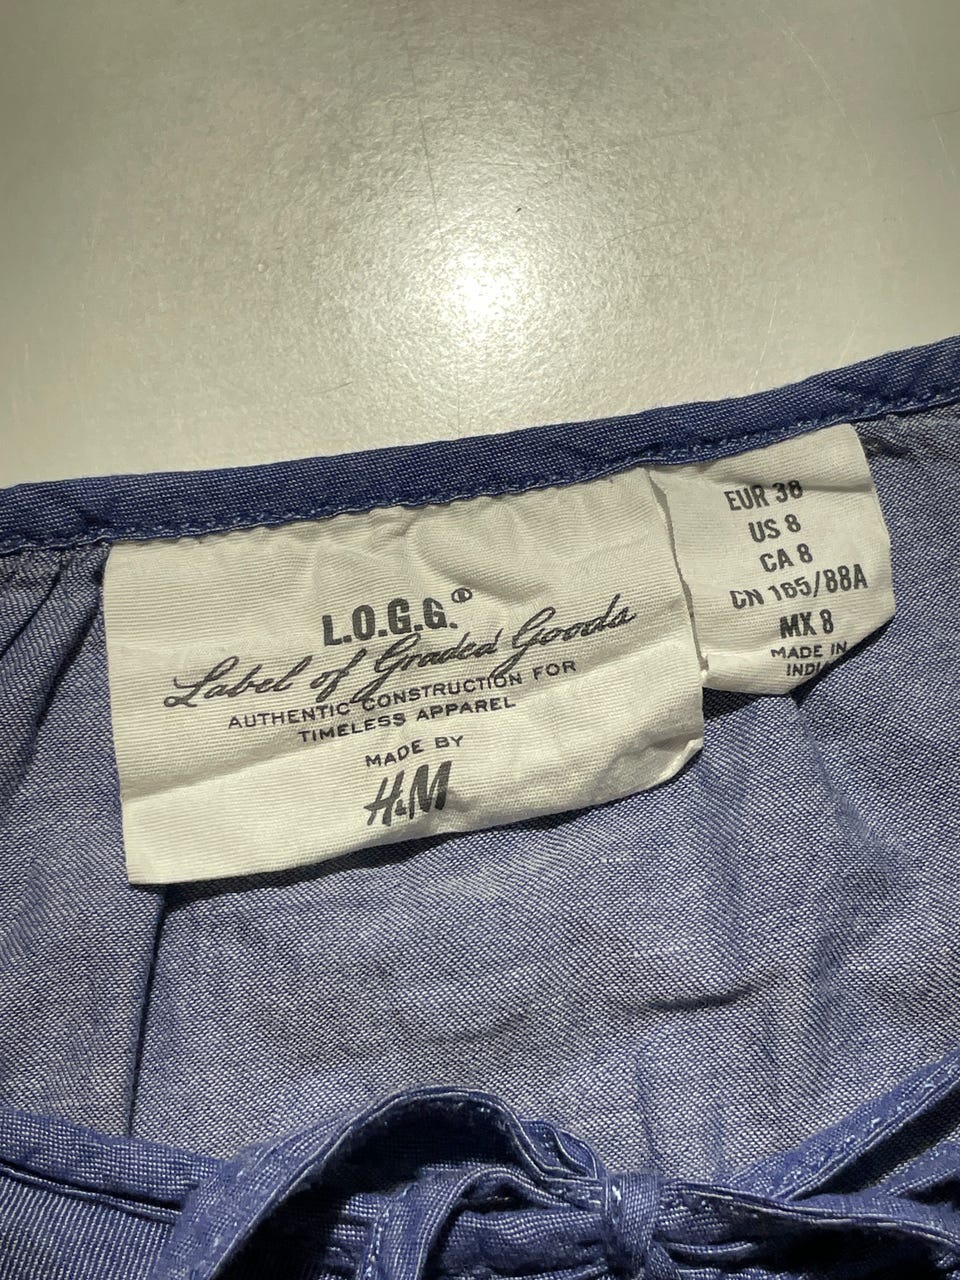 L.O.G.G.®
Label of Graded Goods
AUTHENTIC CONSTRUCTION FOR
TIMELESS APPAREL
MADE BY
H&M
EUR 38
US 8
CA 8
CN 165/88A
MX 8
MADE IN
INDIA